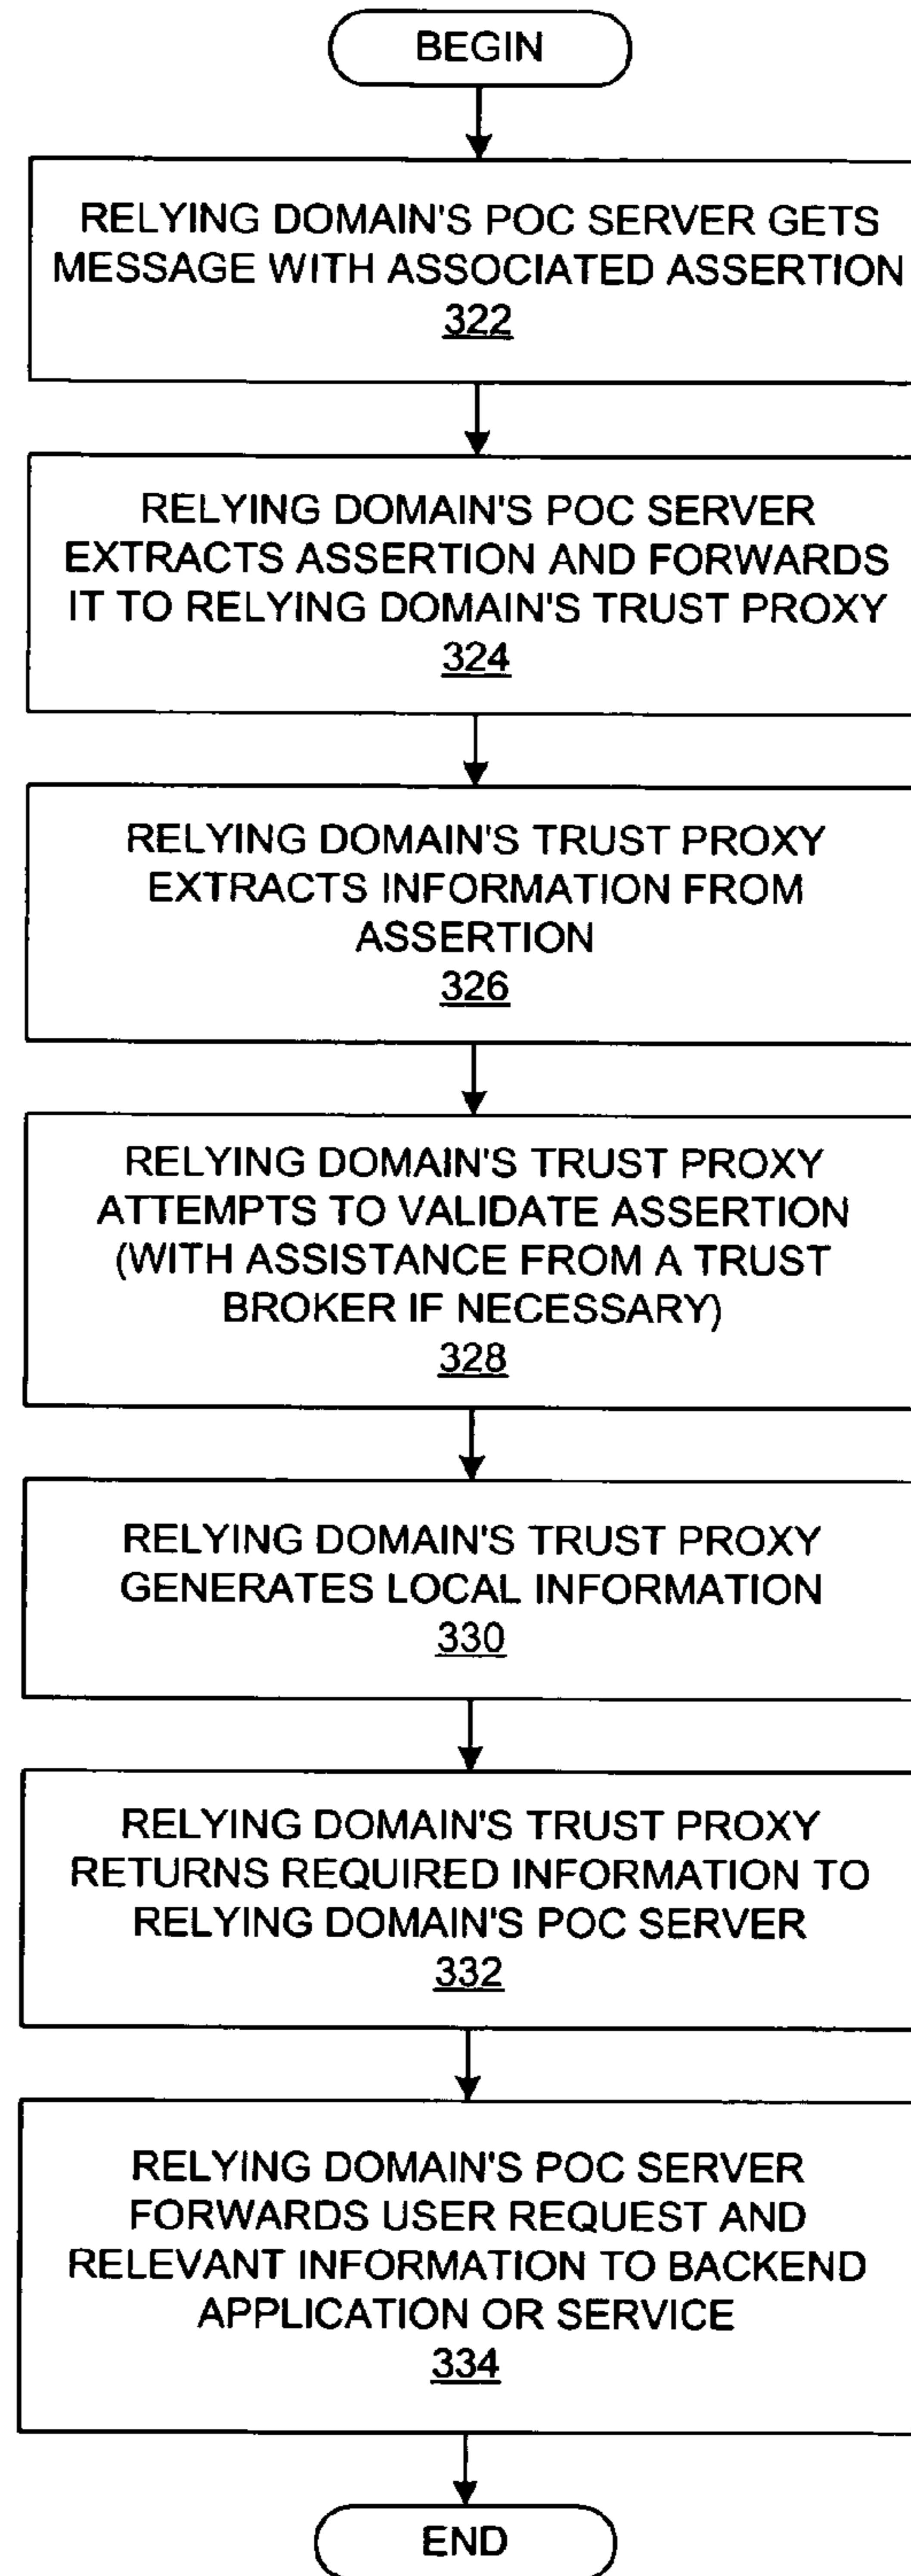 BEGIN
RELYING DOMAIN'S POC SERVER GETS
MESSAGE WITH ASSOCIATED ASSERTION
322
RELYING DOMAIN'S POC SERVER
EXTRACTS ASSERTION AND FORWARDS
IT TO RELYING DOMAIN'S TRUST PROXY
324
RELYING DOMAIN'S TRUST PROXY
EXTRACTS INFORMATION FROM
ASSERTION
326
RELYING DOMAIN'S TRUST PROXY
ATTEMPTS TO VALIDATE ASSERTION
(WITH ASSISTANCE FROM A TRUST
BROKER IF NECESSARY)
328
RELYING DOMAIN'S TRUST PROXY
GENERATES LOCAL INFORMATION
330
RELYING DOMAIN'S TRUST PROXY
RETURNS REQUIRED INFORMATION TO
RELYING DOMAIN'S POC SERVER
332
RELYING DOMAIN'S POC SERVER
FORWARDS USER REQUEST AND
RELEVANT INFORMATION TO BACKEND
APPLICATION OR SERVICE
334
END